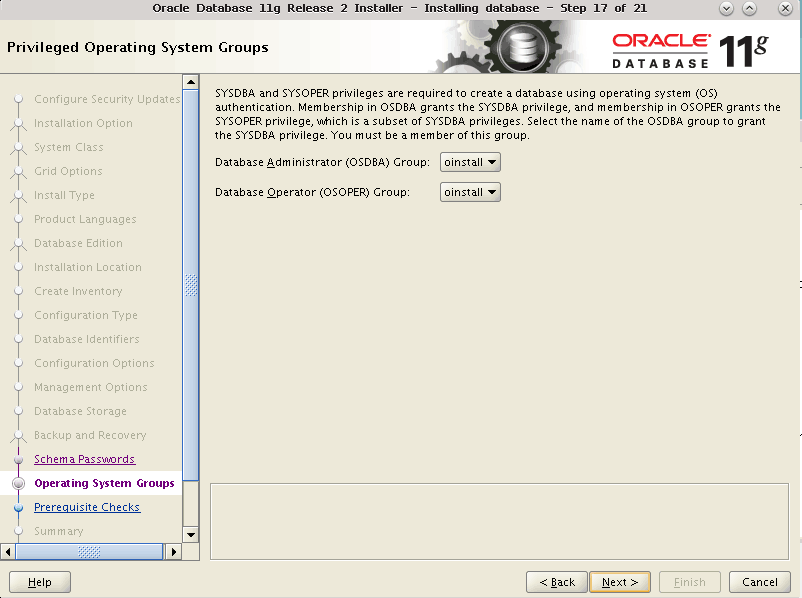 Oracle Database 11g Release 2 Installer - Installing database - Step 17 of 21
Privileged Operating System Groups
ORACLE®
DATABASE
11g
Configure Security Updates
Installation Option
System Class
Grid Options
Install Type
Product Languages
Database Edition
Installation Location
Create Inventory
Configuration Type
Database Identifiers
Configuration Options
Management Options
Database Storage
Backup and Recovery
Schema Passwords
Operating System Groups
Prerequisite Checks
Summary
SYSDBA and SYSOPER privileges are required to create a database using operating system (OS)
authentication. Membership in OSDBA grants the SYSDBA privilege, and membership in OSOPER grants the
SYSOPER privilege, which is a subset of SYSDBA privileges. Select the name of the OSDBA group to grant
the SYSDBA privilege. You must be a member of this group.
Database Administrator (OSDBA) Group: oinstall
Database Operator (OSOPER) Group: oinstall
Help
< Back
Next >
Finish
Cancel